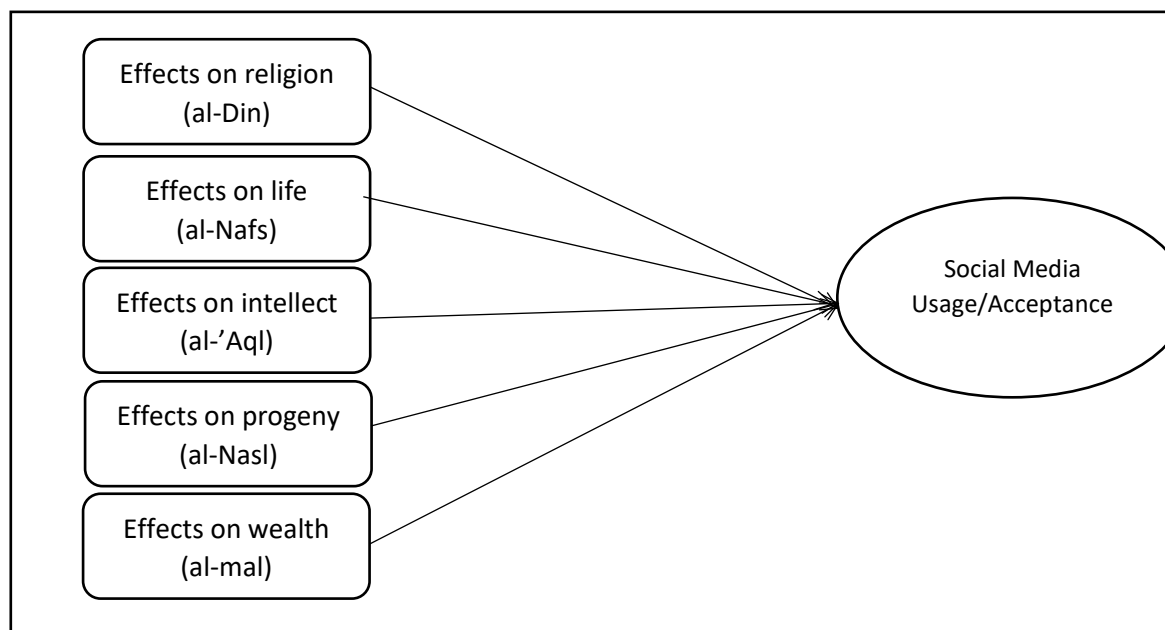 Effects on religion
(al-Din)
Effects on life
(al-Nafs)
Effects on intellect
(al-’Aql)
Effects on progeny
(al-Nasl)
Effects on wealth
(al-mal)
Social Media
Usage/Acceptance